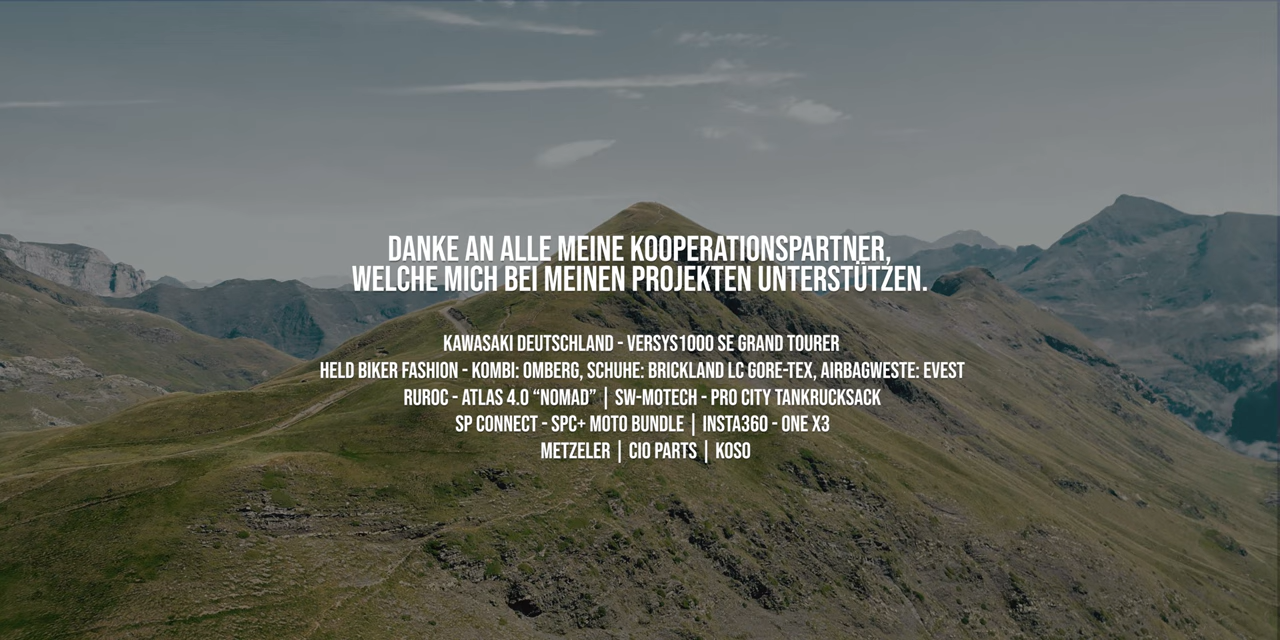 DANKE AN ALLE MEINE KOOPERATIONSPARTNER,
WELCHE MICH BEI MEINEN PROJEKTEN UNTERSTÜTZEN.
KAWASAKI DEUTSCHLAND - VERSYS1000 SE GRAND TOURER
HELD BIKER FASHION - KOMBI: OMBERG, SCHUHE: BRICKLAND LC GORE-TEX, AIRBAGWESTE: EVEST
RUROC - ATLAS 4.0 “NOMAD” | SW-MOTECH - PRO CITY TANKRUCKSACK
SP CONNECT - SPC+ MOTO BUNDLE | INSTA360 - ONE X3
METZELER | CIO PARTS | KOSO